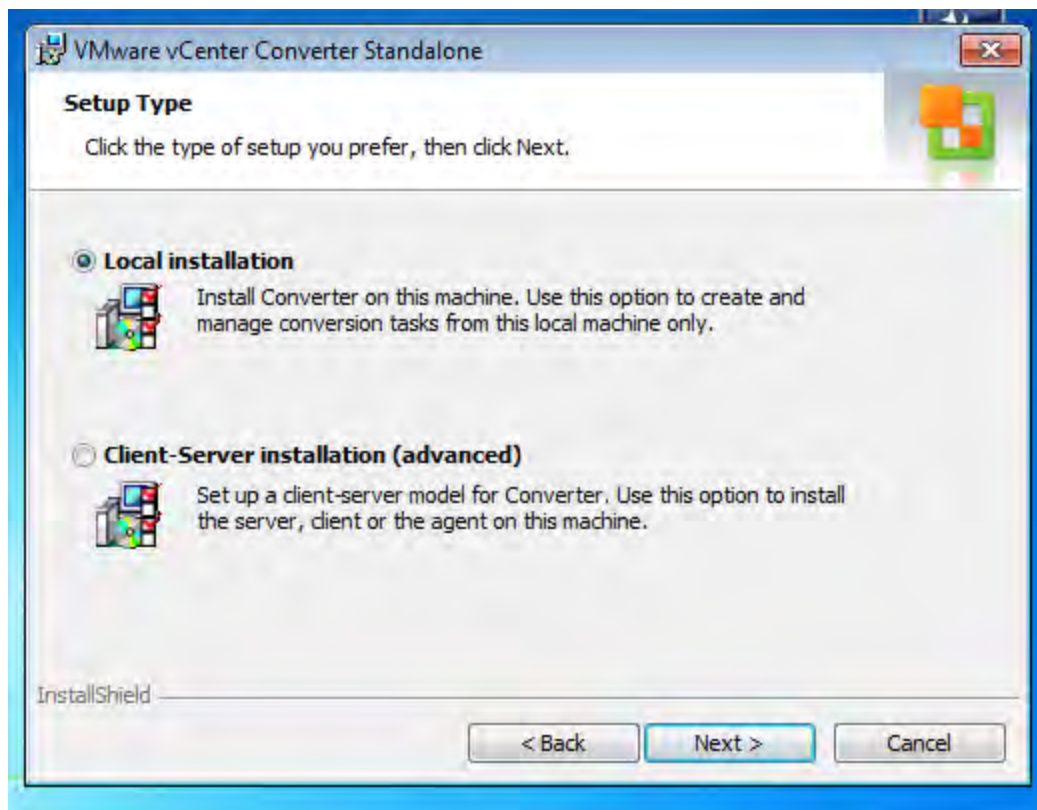 VMware vCenter Converter Standalone
Setup Type
Click the type of setup you prefer, then click Next.
Local installation
Install Converter on this machine. Use this option to create and
manage conversion tasks from this local machine only.
Client-Server installation (advanced)
Set up a client-server model for Converter. Use this option to install
the server, client or the agent on this machine.
InstallShield
< Back
Next >
Cancel